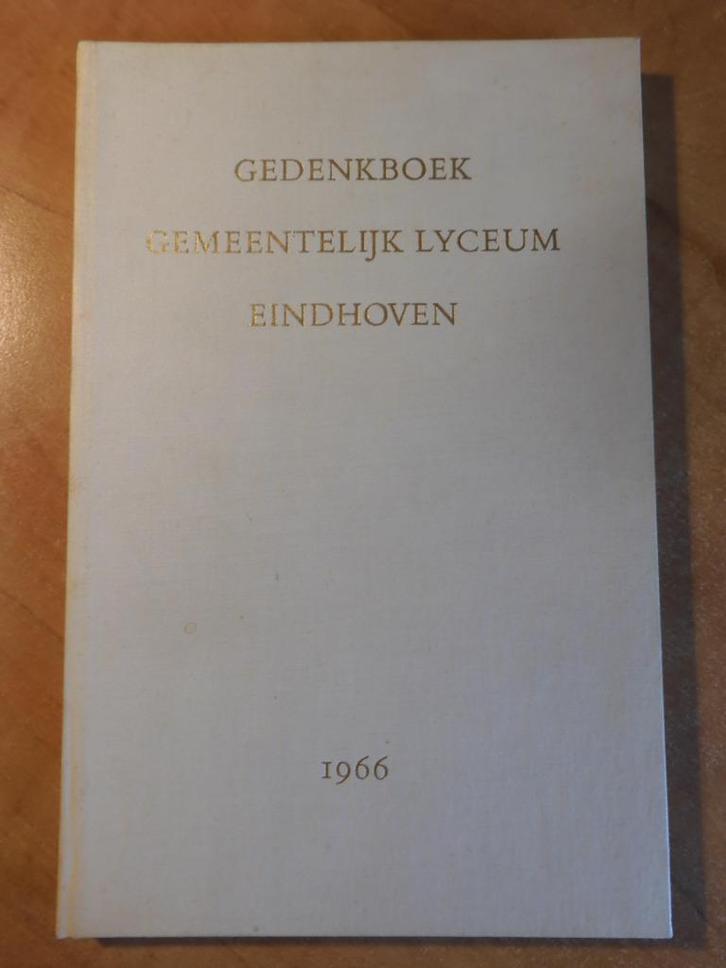 GEDENKBOEK
GEMEENTELIJK LYCEUM
EINDHOVEN
1966